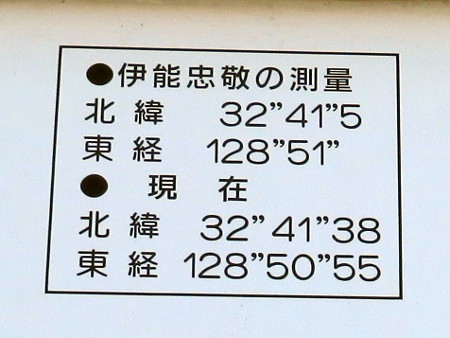 ●伊能忠敬の測量
北緯 32”41”5
東経 128”51”
● 現 在
北緯 32”41”38
東経 128”50”55